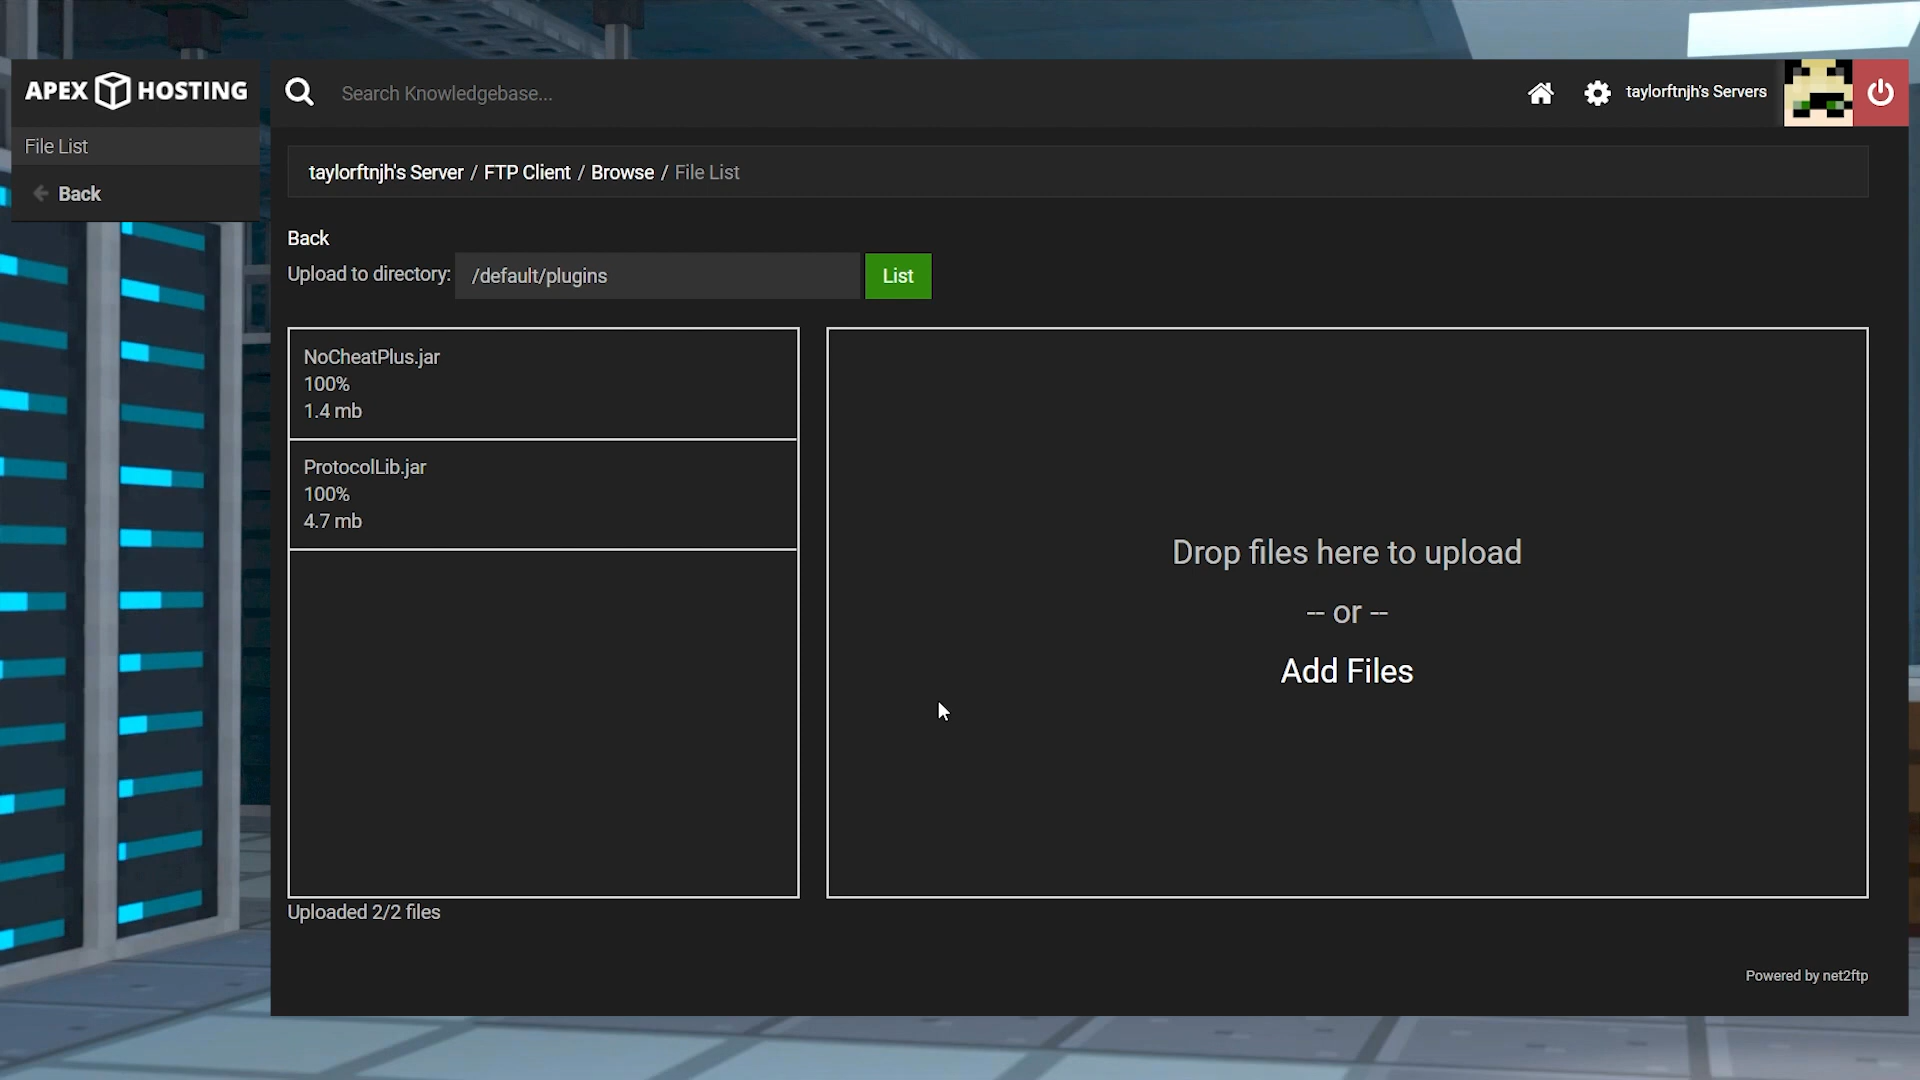 APEX HOSTING
Search Knowledgebase...
taylorftnjh's Servers
File List
Back
taylorftnjh's Server / FTP Client / Browse / File List
Back
Upload to directory: /default/plugins List
NoCheatPlus.jar
100%
1.4 mb
ProtocolLib.jar
100%
4.7 mb
Drop files here to upload
-- or --
Add Files
Uploaded 2/2 files
Powered by net2ftp